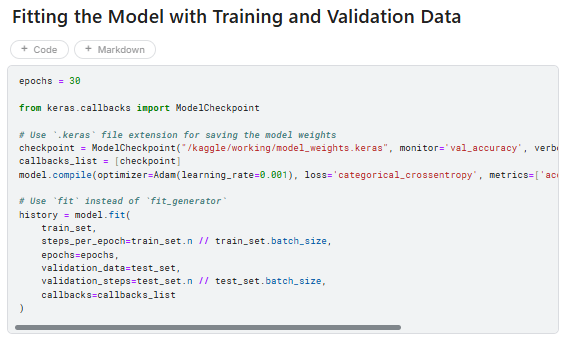 Fitting the Model with Training and Validation Data
+ Code + Markdown
epochs = 30
from keras.callbacks import ModelCheckpoint
# Use `.keras` file extension for saving the model weights
checkpoint = ModelCheckpoint("/kaggle/working/model_weights.keras", monitor='val_accuracy', verb
callbacks_list = [checkpoint]
model.compile(optimizer=Adam(learning_rate=0.001), loss='categorical_crossentropy', metrics=['ac
# Use `fit` instead of `fit_generator`
history = model.fit(
    train_set,
    steps_per_epoch=train_set.n // train_set.batch_size,
    epochs=epochs,
    validation_data=test_set,
    validation_steps=test_set.n // test_set.batch_size,
    callbacks=callbacks_list
)